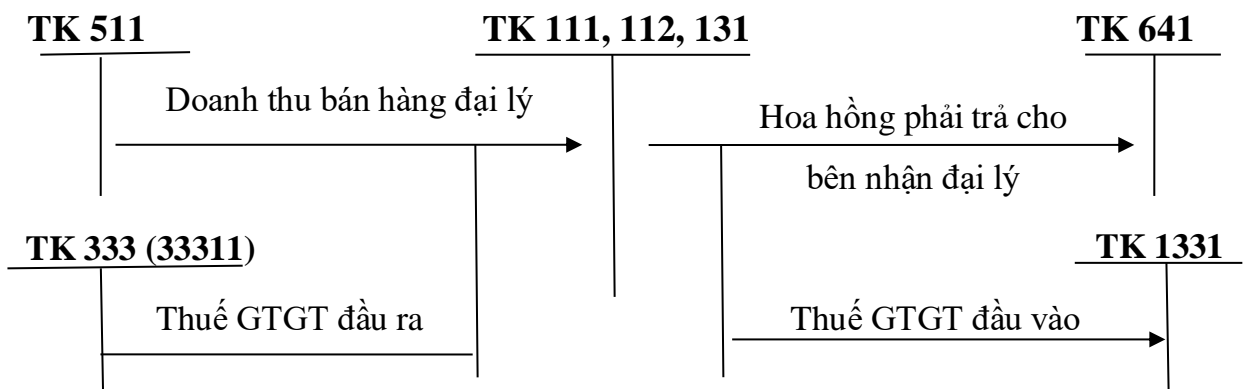 TK 511
TK 111, 112, 131
TK 641
Doanh thu bán hàng đại lý
Hoa hồng phải trả cho
bên nhận đại lý
TK 333 (33311)
TK 1331
Thuế GTGT đầu ra
Thuế GTGT đầu vào